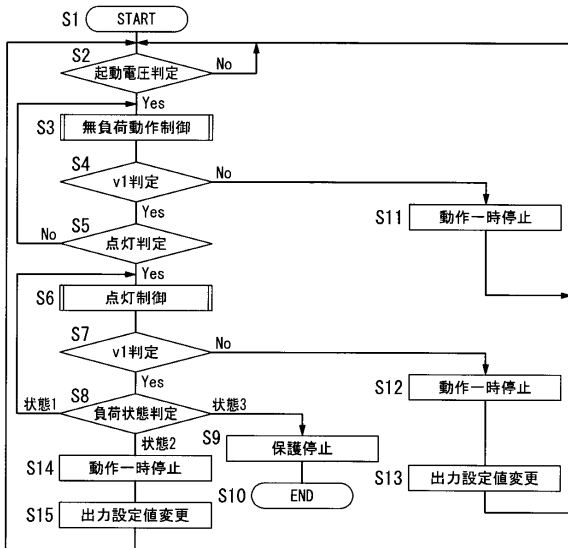 S1 START
S2 起動電圧判定 No
Yes
S3 無負荷動作制御
S4 v1判定 No
Yes
S11 動作一時停止
S5 点灯判定 No
Yes
S6 点灯制御
S7 v1判定 No
Yes
S12 動作一時停止
S8 負荷状態判定 状態1 状態3
状態2
S9 保護停止
S10 END
S13 出力設定値変更
S14 動作一時停止
S15 出力設定値変更